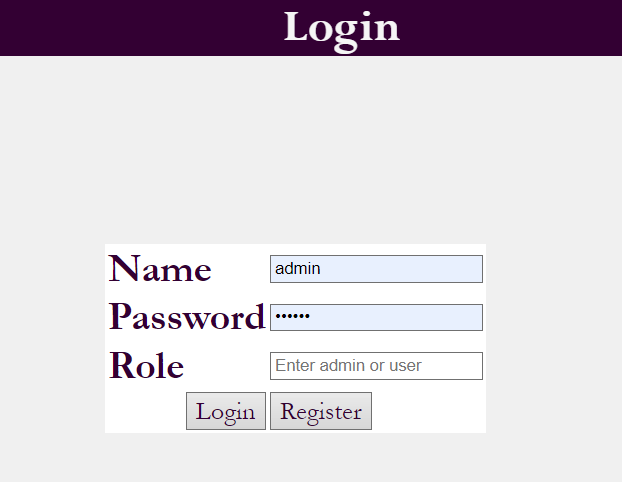 Login
Name admin
Password ••••••
Role Enter admin or user
Login Register